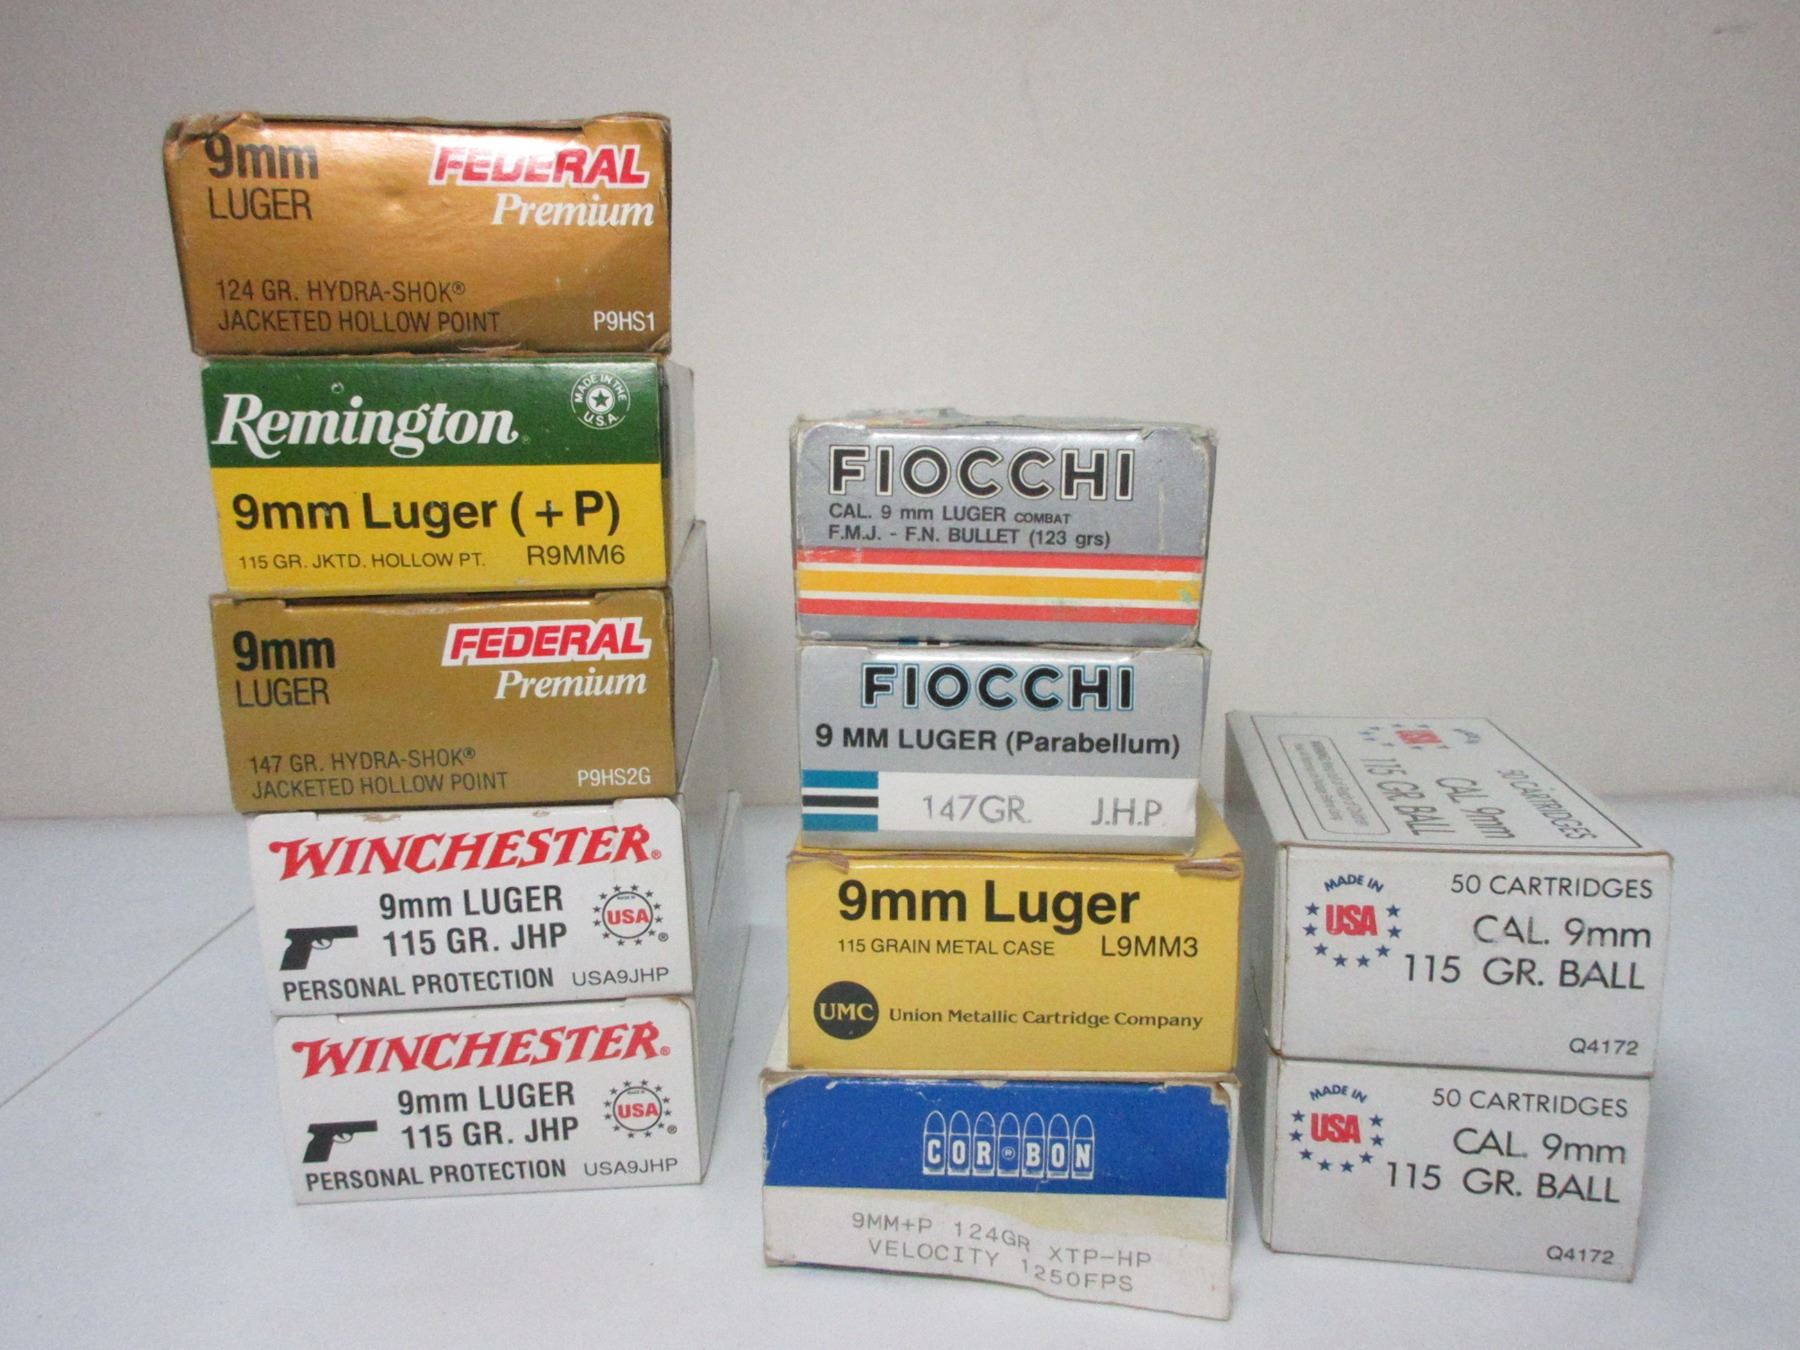 9mm
LUGER
FEDERAL
Premium
124 GR. HYDRA-SHOK®
JACKETED HOLLOW POINT
P9HS1
Remington®
MADE IN THE
U.S.A.
9mm Luger (+P)
115 GR. JKTD. HOLLOW PT. R9MM6
9mm
LUGER
FEDERAL
Premium
147 GR. HYDRA-SHOK®
JACKETED HOLLOW POINT
P9HS2G
WINCHESTER®
9mm LUGER
115 GR. JHP
MADE IN
USA®
PERSONAL PROTECTION USA9JHP
WINCHESTER®
9mm LUGER
115 GR. JHP
MADE IN
USA®
PERSONAL PROTECTION USA9JHP
FIOCCHI
CAL. 9 mm LUGER COMBAT
F.M.J. - F.N. BULLET (123 grs)
FIOCCHI
9 MM LUGER (Parabellum)
147GR. J.H.P.
9mm Luger
115 GRAIN METAL CASE L9MM3
UMC Union Metallic Cartridge Company
COR®BON
9MM+P 124GR XTP-HP
VELOCITY 1250FPS
USA
50 CARTRIDGES
CAL. 9mm
115 GR. BALL
MADE IN
USA
50 CARTRIDGES
CAL. 9mm
115 GR. BALL
Q4172
MADE IN
USA
50 CARTRIDGES
CAL. 9mm
115 GR. BALL
Q4172